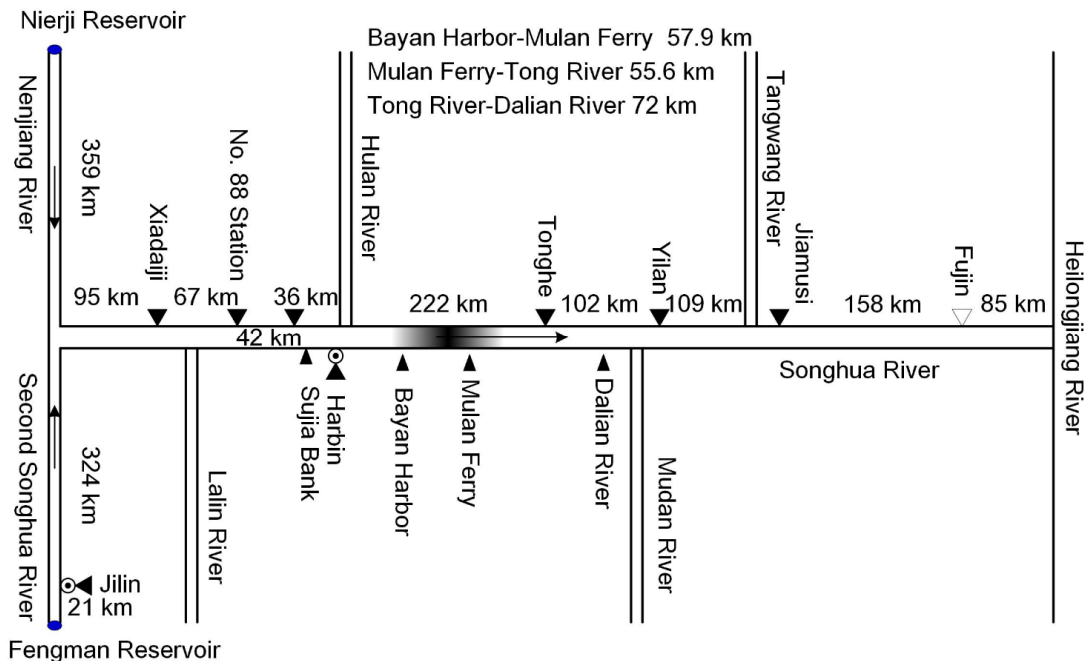 Nierji Reservoir
Bayan Harbor-Mulan Ferry 57.9 km
Mulan Ferry-Tong River 55.6 km
Tong River-Dalian River 72 km
Nenjiang River
359 km
Xiadaiji
No. 88 Station
Hulan River
Tonghe
Yilan
Tangwang River
Jiamusi
Fujin
Heilongjiang River
95 km
67 km
36 km
222 km
102 km
109 km
158 km
85 km
42 km
Songhua River
Second Songhua River
324 km
Lalin River
Sujia Bank
Harbin
Bayan Harbor
Mulan Ferry
Dalian River
Mudan River
Jilin
21 km
Fengman Reservoir